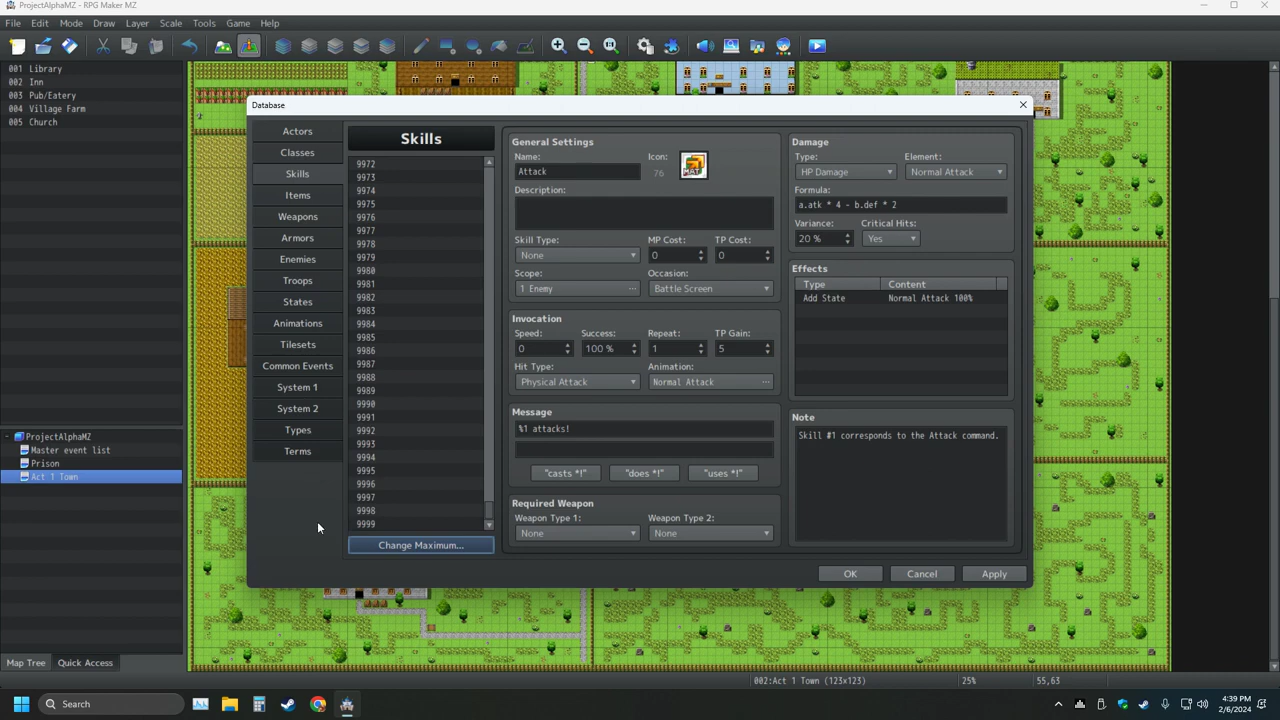 ProjectAlphaMZ - RPG Maker MZ
File Edit Mode Draw Layer Scale Tools Game Help
001 Library
002 Inn
003 Pub/Eatery
004 Village Farm
005 Church
ProjectAlphaMZ
Master event list
Prison
Act 1 Town
Map Tree Quick Access
Database
Actors
Classes
Skills
Items
Weapons
Armors
Enemies
Troops
States
Animations
Tilesets
Common Events
System 1
System 2
Types
Terms
Skills
9972
9973
9974
9975
9976
9977
9978
9979
9980
9981
9982
9983
9984
9985
9986
9987
9988
9989
9990
9991
9992
9993
9994
9995
9996
9997
9998
9999
Change Maximum...
General Settings
Name: Icon:
Attack 76
MAT
Description:
Skill Type: MP Cost: TP Cost:
None 0 0
Scope: Occasion:
1 Enemy ... Battle Screen
Invocation
Speed: Success: Repeat: TP Gain:
0 100 % 1 5
Hit Type: Animation:
Physical Attack Normal Attack ...
Message
%1 attacks!
"casts *!" "does *!" "uses *!"
Required Weapon
Weapon Type 1: Weapon Type 2:
None None
Damage
Type: Element:
HP Damage Normal Attack
Formula:
a.atk * 4 - b.def * 2
Variance: Critical Hits:
20 % Yes
Effects
Type Content
Add State Normal Attack 100%
Note
Skill #1 corresponds to the Attack command.
OK Cancel Apply
002:Act 1 Town (123x123) 25% 55,63
Search
4:39 PM
2/6/2024